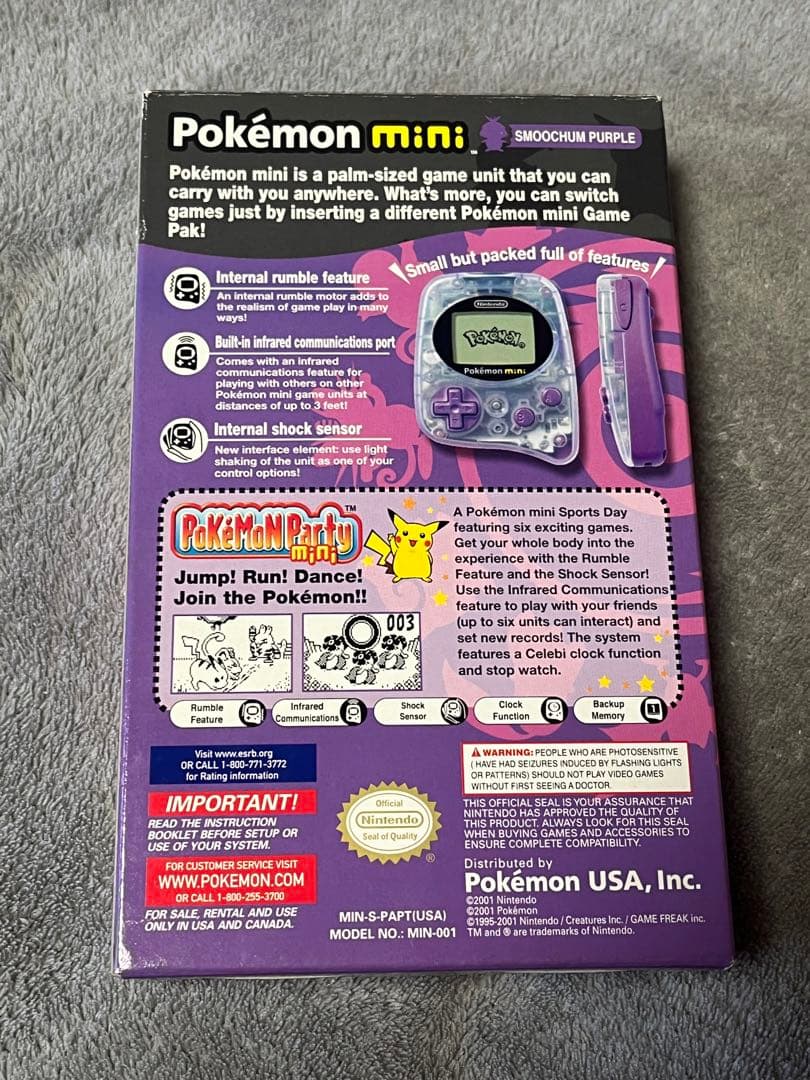 Pokémon mini™
SMOOCHUM PURPLE
Pokémon mini is a palm-sized game unit that you can
carry with you anywhere. What's more, you can switch
games just by inserting a different Pokémon mini Game
Pak!
Small but packed full of features
Internal rumble feature
An internal rumble motor adds to
the realism of game play in many
ways!
Built-in infrared communications port
Comes with an infrared
communications feature for
playing with others on other
Pokémon mini game units at
distances of up to 3 feet!
Internal shock sensor
New interface element: use light
shaking of the unit as one of your
control options!
Nintendo
POKéMON
Pokémon mini
POKéMON Party
mini™
Jump! Run! Dance!
Join the Pokémon!!
003
A Pokémon mini Sports Day
featuring six exciting games.
Get your whole body into the
experience with the Rumble
Feature and the Shock Sensor!
Use the Infrared Communications
feature to play with your friends
(up to six units can interact) and
set new records! The system
features a Celebi clock function
and stop watch.
Rumble
Feature
Infrared
Communications
Shock
Sensor
Clock
Function
Backup
Memory
1
Visit www.esrb.org
OR CALL 1-800-771-3772
for Rating information
IMPORTANT!
READ THE INSTRUCTION
BOOKLET BEFORE SETUP OR
USE OF YOUR SYSTEM.
FOR CUSTOMER SERVICE VISIT
WWW.POKEMON.COM
OR CALL 1-800-255-3700
FOR SALE, RENTAL AND USE
ONLY IN USA AND CANADA.
Official
Nintendo
Seal of Quality
®
MIN-S-PAPT(USA)
MODEL NO.: MIN-001
WARNING: PEOPLE WHO ARE PHOTOSENSITIVE
( HAVE HAD SEIZURES INDUCED BY FLASHING LIGHTS
OR PATTERNS) SHOULD NOT PLAY VIDEO GAMES
WITHOUT FIRST SEEING A DOCTOR.
THIS OFFICIAL SEAL IS YOUR ASSURANCE THAT
NINTENDO HAS APPROVED THE QUALITY OF
THIS PRODUCT. ALWAYS LOOK FOR THIS SEAL
WHEN BUYING GAMES AND ACCESSORIES TO
ENSURE COMPLETE COMPATIBILITY.
Distributed by
Pokémon USA, Inc.
©2001 Nintendo
©2001 Pokémon
©1995-2001 Nintendo / Creatures Inc. / GAME FREAK inc.
TM and ® are trademarks of Nintendo.